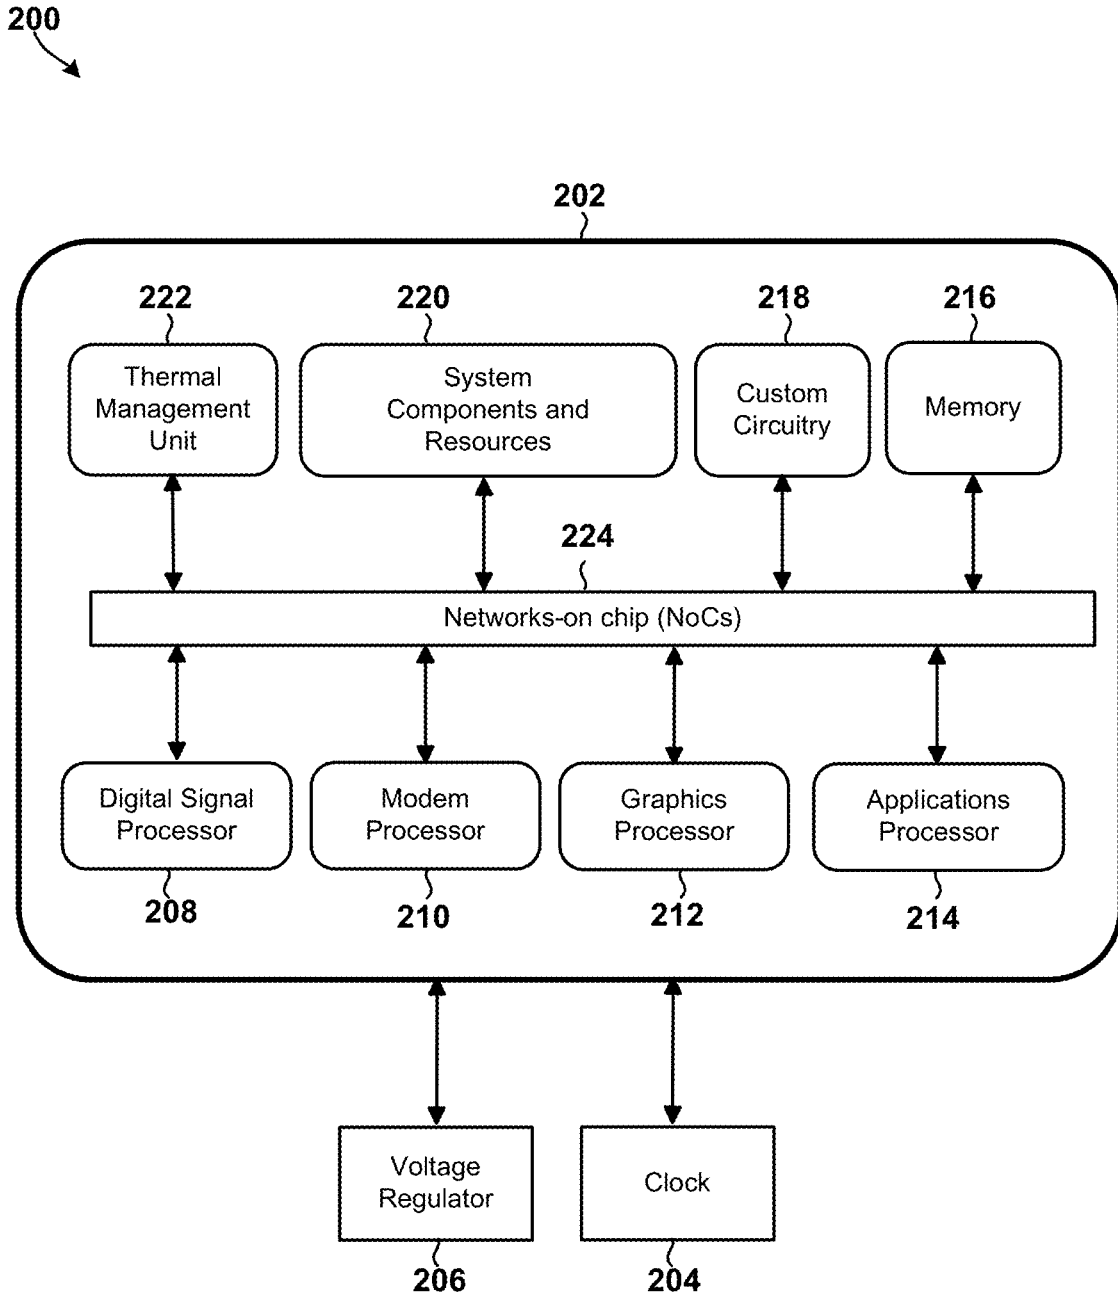 200
202
222
220
218
216
Thermal
Management
Unit
System
Components and
Resources
Custom
Circuitry
Memory
224
Networks-on chip (NoCs)
Digital Signal
Processor
Modem
Processor
Graphics
Processor
Applications
Processor
208
210
212
214
Voltage
Regulator
Clock
206
204